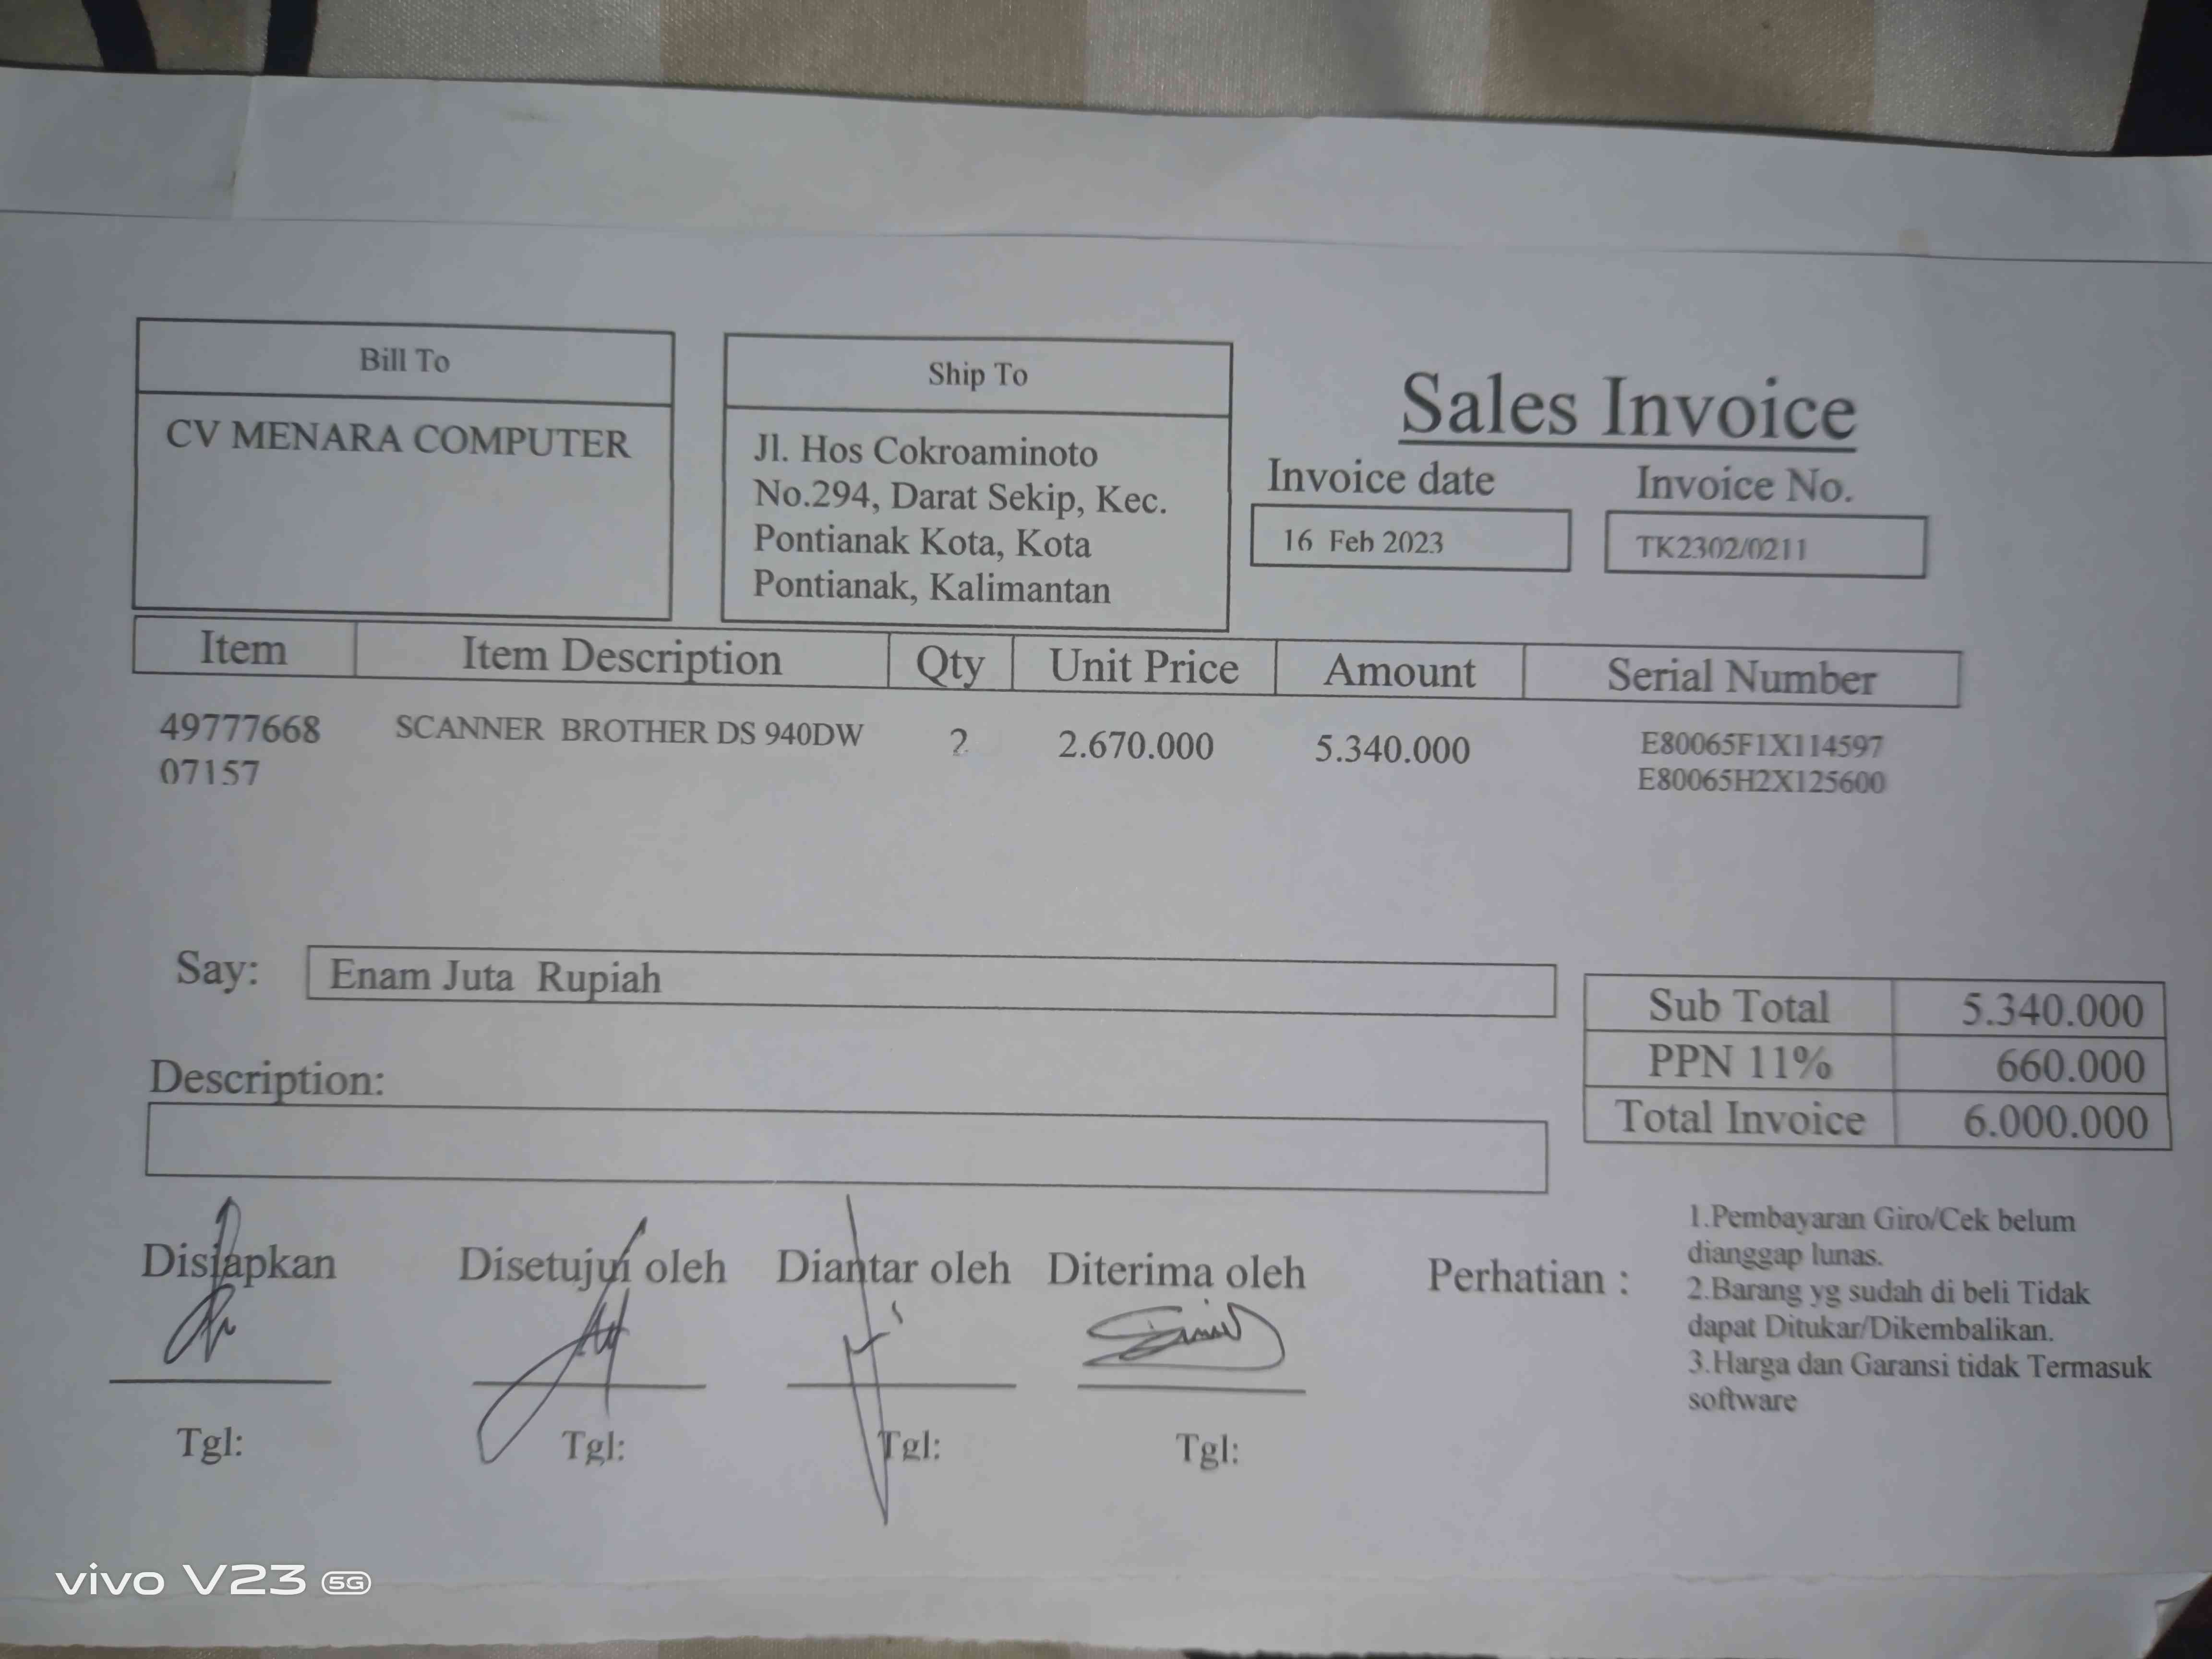 Bill To
CV MENARA COMPUTER
Ship To
Jl. Hos Cokroaminoto
No.294, Darat Sekip, Kec.
Pontianak Kota, Kota
Pontianak, Kalimantan
Sales Invoice
Invoice date
Invoice No.
16 Feb 2023
TK2302/0211
Item
Item Description
Qty
Unit Price
Amount
Serial Number
49777668
07157
SCANNER BROTHER DS 940DW
2
2.670.000
5.340.000
E80065F1X114597
E80065H2X125600
Say:
Enam Juta Rupiah
Sub Total
5.340.000
PPN 11%
660.000
Total Invoice
6.000.000
Description:
Disiapkan
Disetujui oleh
Diantar oleh
Diterima oleh
Perhatian :
1.Pembayaran Giro/Cek belum
dianggap lunas.
2.Barang yg sudah di beli Tidak
dapat Ditukar/Dikembalikan.
3.Harga dan Garansi tidak Termasuk
software
Tgl:
Tgl:
Tgl:
Tgl:
vivo V23 5G